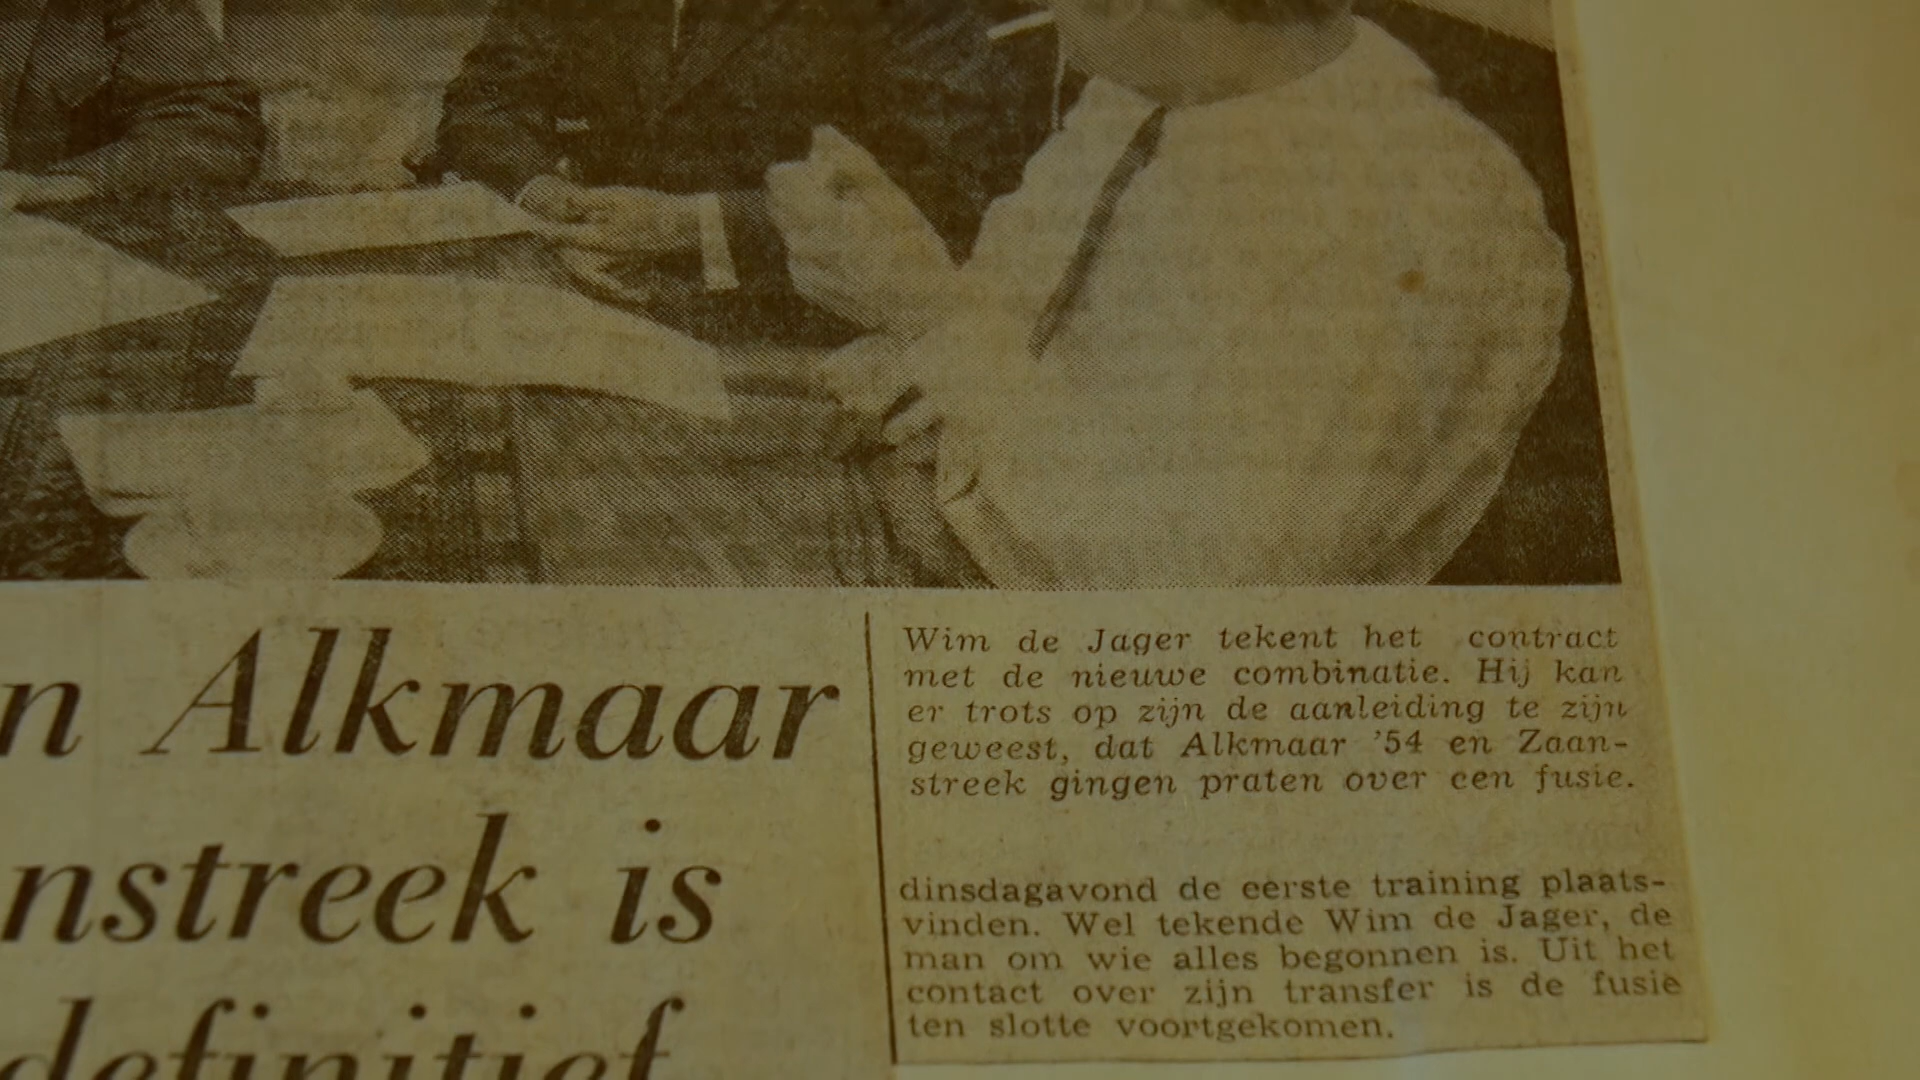 n Alkmaar
nstreek is
definitief
Wim de Jager tekent het contract
met de nieuwe combinatie. Hij kan
er trots op zijn de aanleiding te zijn
geweest, dat Alkmaar '54 en Zaan-
streek gingen praten over een fusie.
dinsdagavond de eerste training plaats-
vinden. Wel tekende Wim de Jager, de
man om wie alles begonnen is. Uit het
contact over zijn transfer is de fusie
ten slotte voortgekomen.